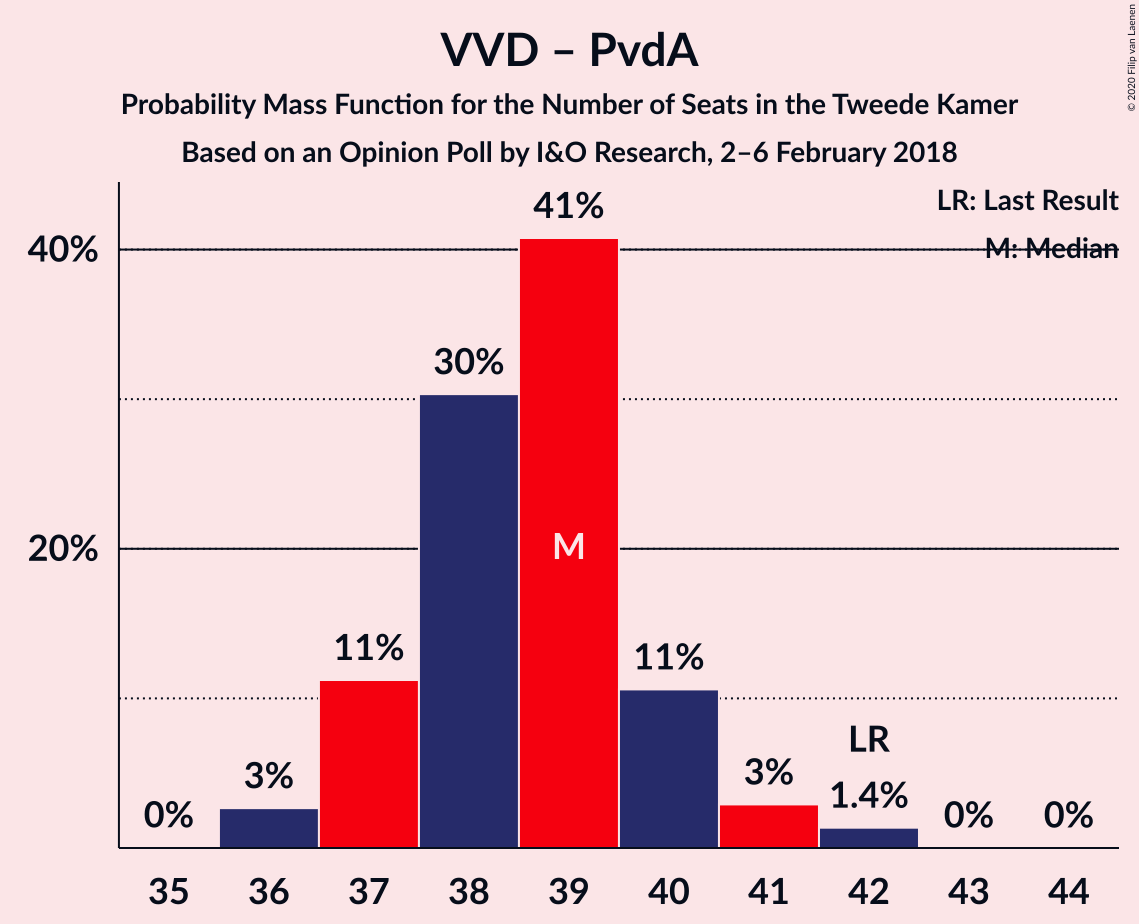 VVD – PvdA
Probability Mass Function for the Number of Seats in the Tweede Kamer
Based on an Opinion Poll by I&O Research, 2–6 February 2018
© 2020 Filip van Laenen
LR: Last Result
M: Median
40%
20%
0%
3%
11%
30%
41%
M
11%
3%
LR
1.4%
0%
0%
35 36 37 38 39 40 41 42 43 44